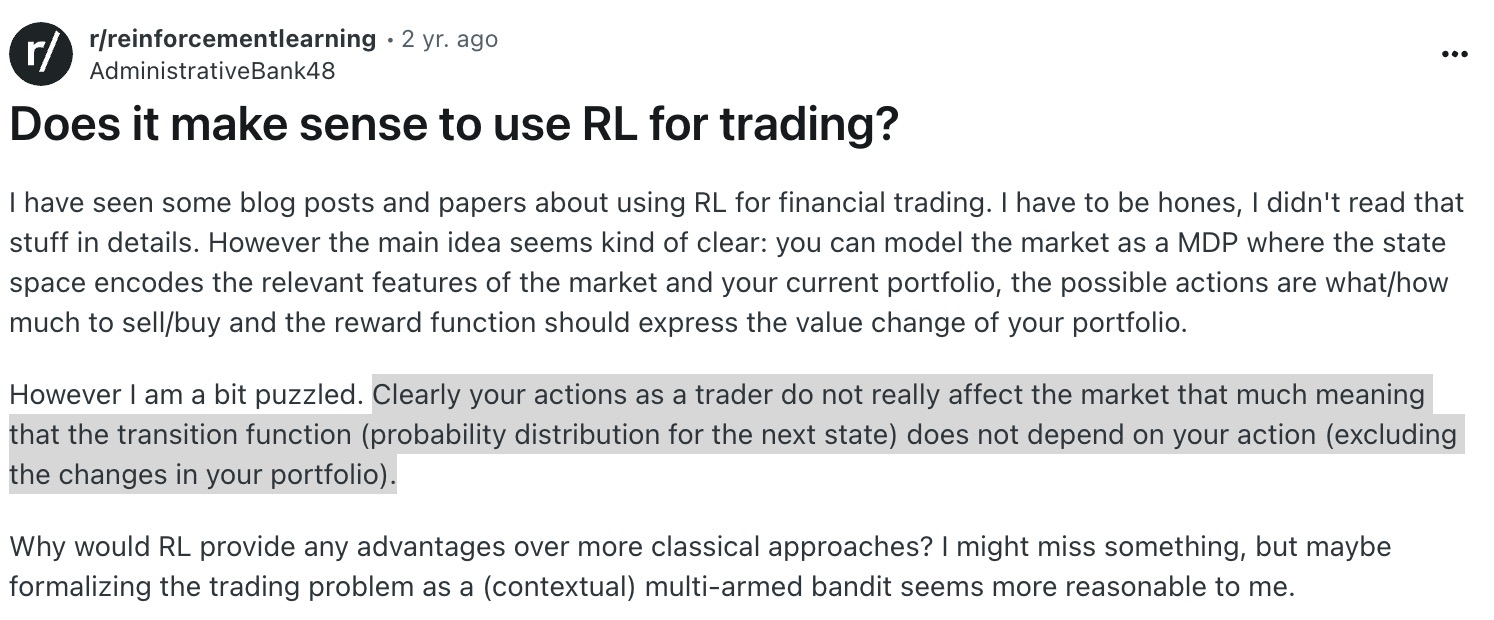 r/reinforcementlearning • 2 yr. ago
AdministrativeBank48
Does it make sense to use RL for trading?
I have seen some blog posts and papers about using RL for financial trading. I have to be hones, I didn't read that
stuff in details. However the main idea seems kind of clear: you can model the market as a MDP where the state
space encodes the relevant features of the market and your current portfolio, the possible actions are what/how
much to sell/buy and the reward function should express the value change of your portfolio.
However I am a bit puzzled. Clearly your actions as a trader do not really affect the market that much meaning
that the transition function (probability distribution for the next state) does not depend on your action (excluding
the changes in your portfolio).
Why would RL provide any advantages over more classical approaches? I might miss something, but maybe
formalizing the trading problem as a (contextual) multi-armed bandit seems more reasonable to me.